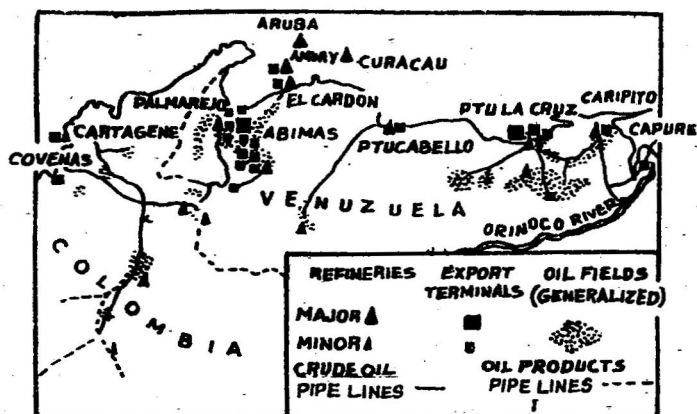 ARUBA
AMUAY
CURACAU
PALMAREJO
EL CARDON
CARTAGENE
ABIMAS
COVENAS
PTUCABELLO
PTU LA CRUZ
CARIPITO
CAPURE
VENUZUELA
ORINOCO RIVER
COLOMBIA
REFINERIES EXPORT TERMINALS OIL FIELDS (GENERALIZED)
MAJOR
MINOR
CRUDE OIL PIPE LINES
OIL PRODUCTS PIPE LINES